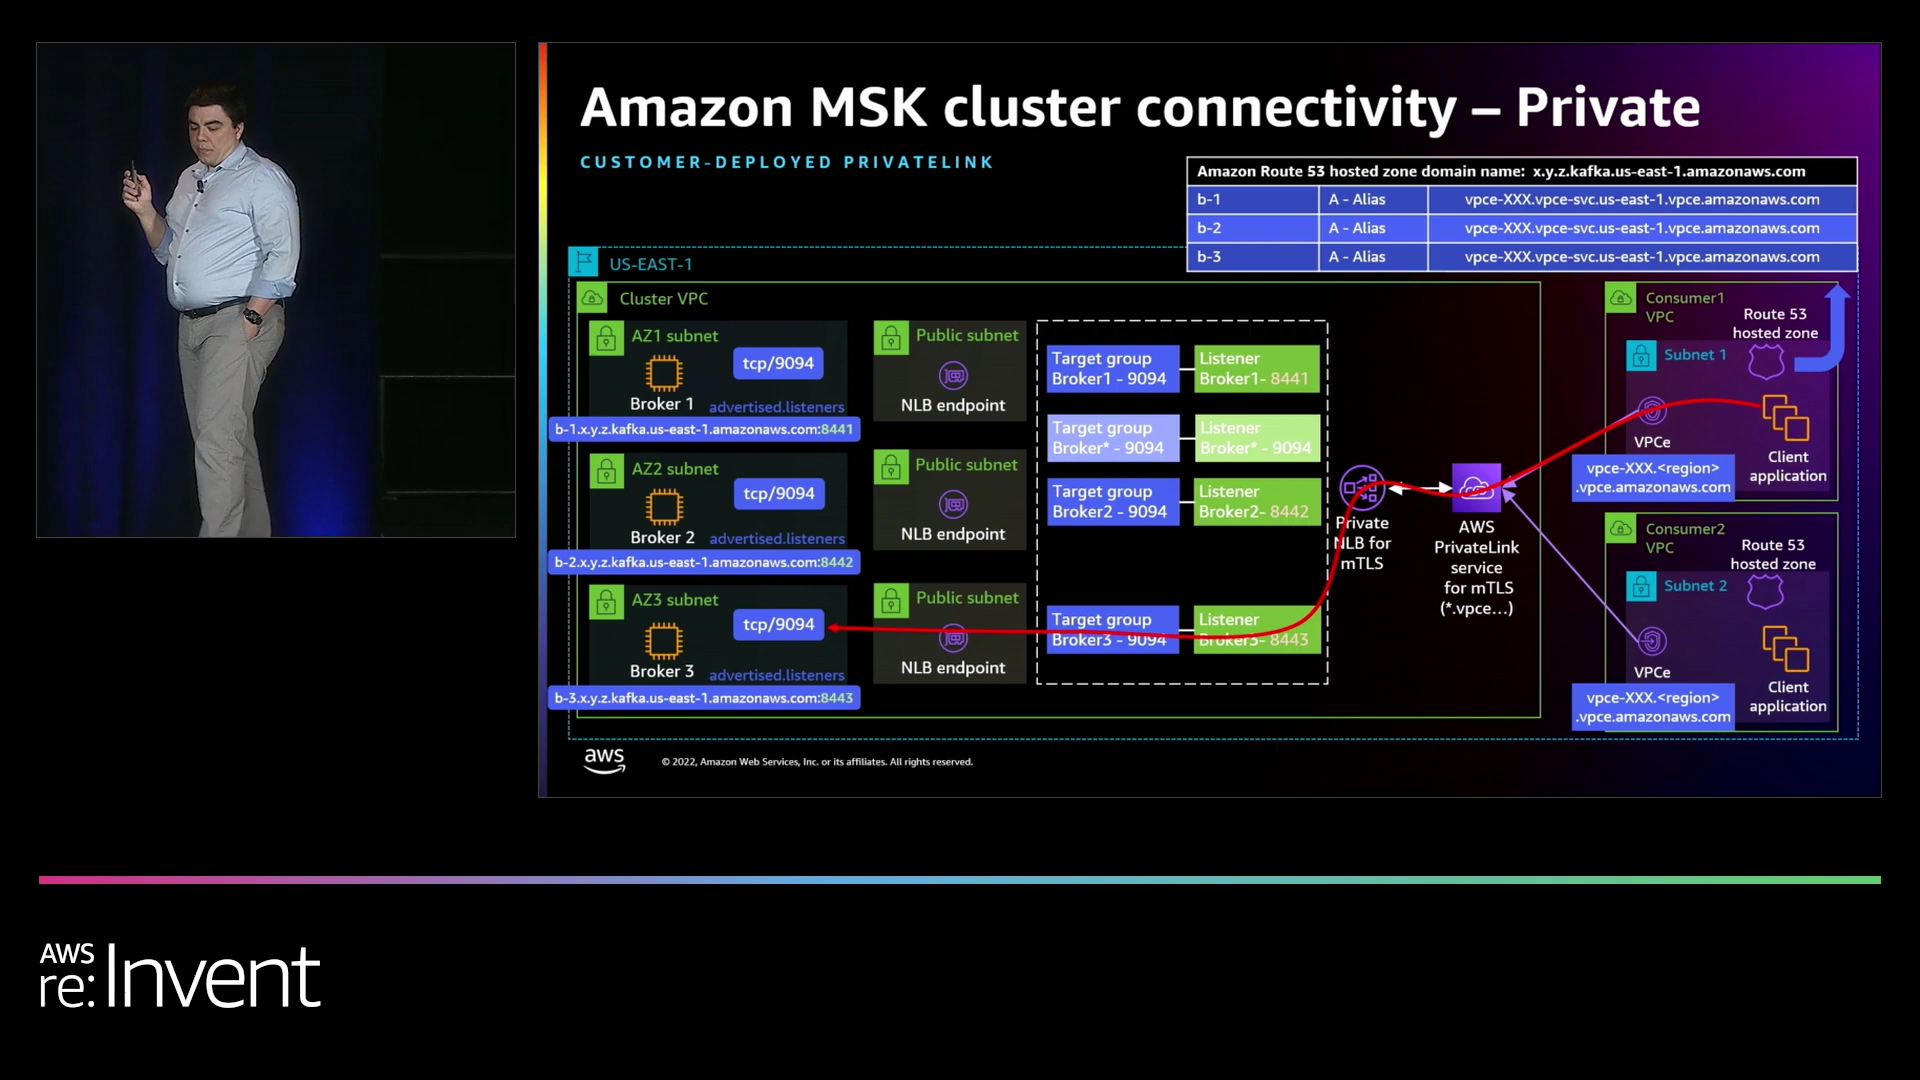 Amazon MSK cluster connectivity – Private
CUSTOMER-DEPLOYED PRIVATELINK
Amazon Route 53 hosted zone domain name: x.y.z.kafka.us-east-1.amazonaws.com
b-1 A - Alias vpce-XXX.vpce-svc.us-east-1.vpce.amazonaws.com
b-2 A - Alias vpce-XXX.vpce-svc.us-east-1.vpce.amazonaws.com
b-3 A - Alias vpce-XXX.vpce-svc.us-east-1.vpce.amazonaws.com
US-EAST-1
Cluster VPC
AZ1 subnet
tcp/9094
Broker 1
advertised.listeners
b-1.x.y.z.kafka.us-east-1.amazonaws.com:8441
AZ2 subnet
tcp/9094
Broker 2
advertised.listeners
b-2.x.y.z.kafka.us-east-1.amazonaws.com:8442
AZ3 subnet
tcp/9094
Broker 3
advertised.listeners
b-3.x.y.z.kafka.us-east-1.amazonaws.com:8443
Public subnet
NLB endpoint
Public subnet
NLB endpoint
Public subnet
NLB endpoint
Target group
Broker1 - 9094
Listener
Broker1- 8441
Target group
Broker* - 9094
Listener
Broker* - 9094
Target group
Broker2 - 9094
Listener
Broker2- 8442
Target group
Broker3 - 9094
Listener
Broker3- 8443
Private
NLB for
mTLS
AWS
PrivateLink
service
for mTLS
(*.vpce...)
Consumer1
VPC
Route 53
hosted zone
Subnet 1
VPCe
Client
application
vpce-XXX.<region>
.vpce.amazonaws.com
Consumer2
VPC
Route 53
hosted zone
Subnet 2
VPCe
Client
application
vpce-XXX.<region>
.vpce.amazonaws.com
aws
© 2022, Amazon Web Services, Inc. or its affiliates. All rights reserved.
AWS
re:Invent